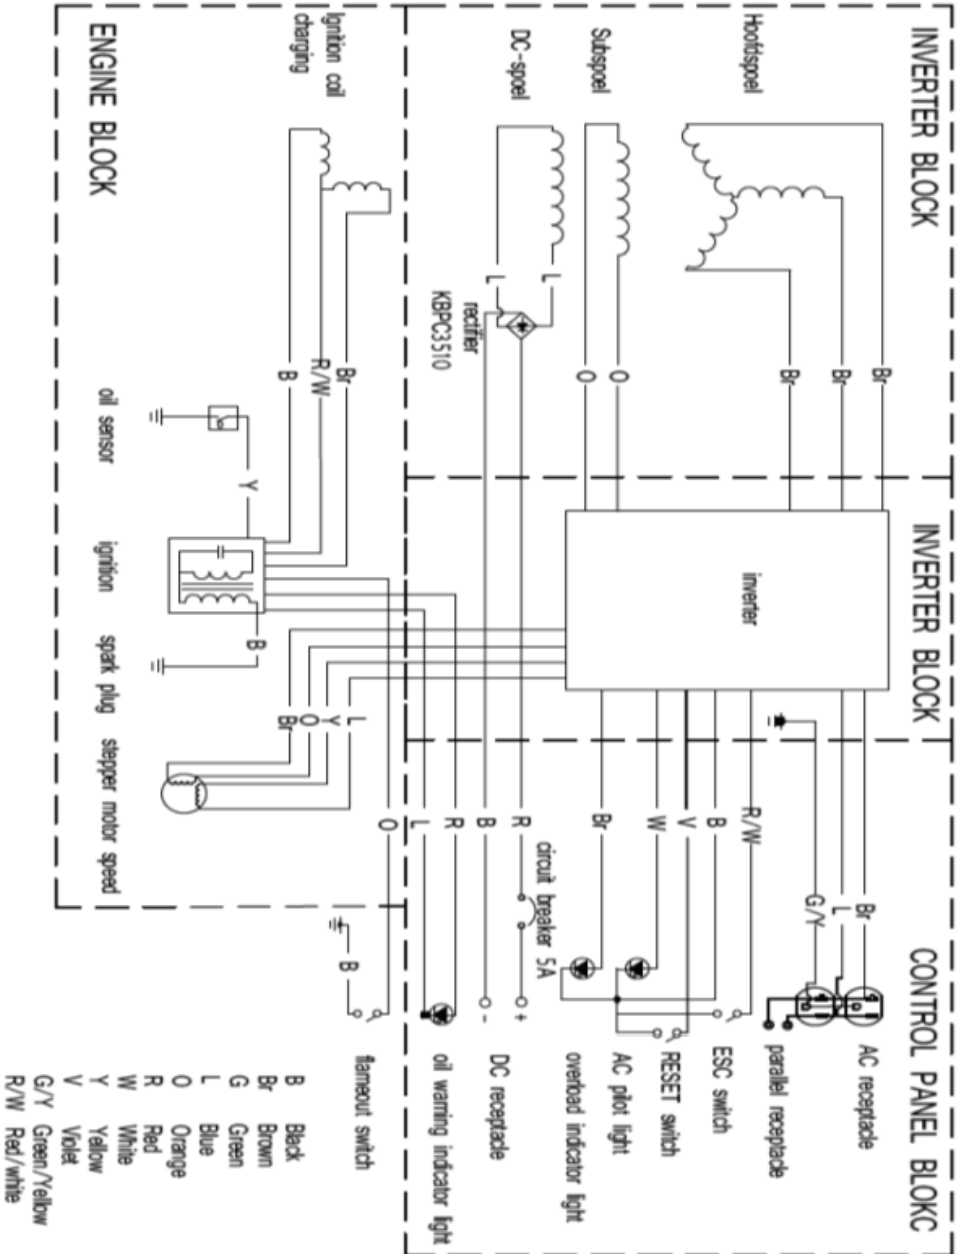 INVERTER BLOCK
INVERTER BLOCK
CONTROL PANEL BLOKC
Hoofdspoel
Subspoel
DC-spoel
Br
Br
Br
O
O
L
L
rectifier
KBPC3510
inverter
Br
L
G/Y
R/W
B
V
W
Br
circuit breaker 5A
R
B
R
L
O
+
-
AC receptacle
parallel receptacle
ESC switch
RESET switch
AC pilot light
overload indicator light
DC receptacle
oil warning indicator light
flameout switch
B
Ignition coil
charging
ENGINE BLOCK
Br
R/W
B
Y
B
L
Y
O
Br
oil sensor
ignition
spark plug
stepper motor speed
B Black
Br Brown
G Green
L Blue
O Orange
R Red
W White
Y Yellow
V Violet
G/Y Green/Yellow
R/W Red/white